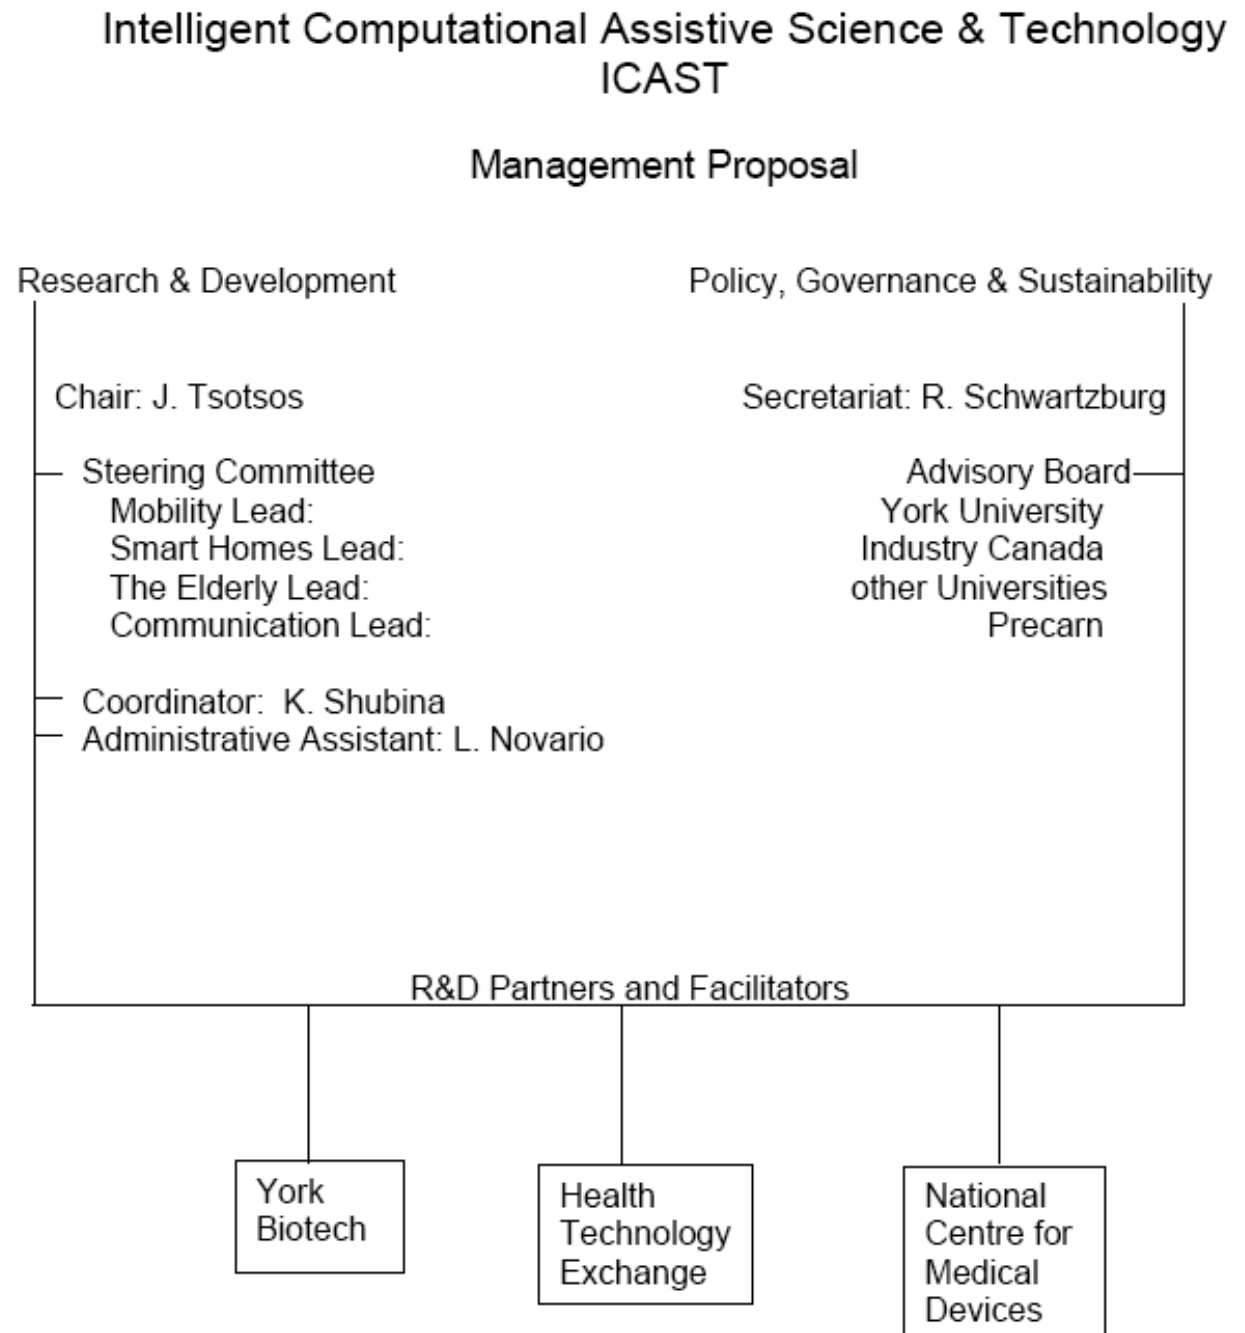 Intelligent Computational Assistive Science & Technology
ICAST
Management Proposal
Research & Development
Policy, Governance & Sustainability
Chair: J. Tsotsos
Secretariat: R. Schwartzburg
Steering Committee
Mobility Lead:
Smart Homes Lead:
The Elderly Lead:
Communication Lead:
Advisory Board
York University
Industry Canada
other Universities
Precarn
Coordinator: K. Shubina
Administrative Assistant: L. Novario
R&D Partners and Facilitators
York
Biotech
Health
Technology
Exchange
National
Centre for
Medical
Devices